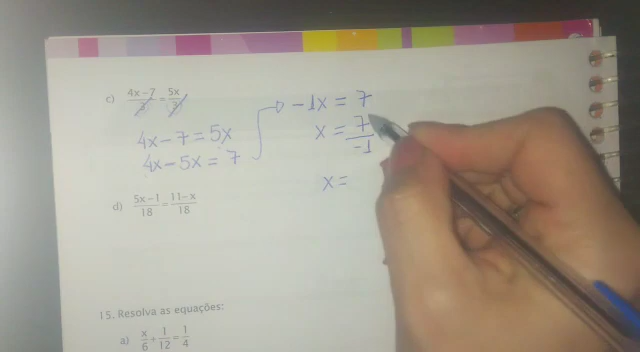 c) 4x-7/3 = 5x/3
4x - 7 = 5x
4x - 5x = 7
-1x = 7
x = 7/-1
x =
d) 5x-1/18 = 11-x/18
15. Resolva as equações:
a) x/6 + 1/12 = 1/4